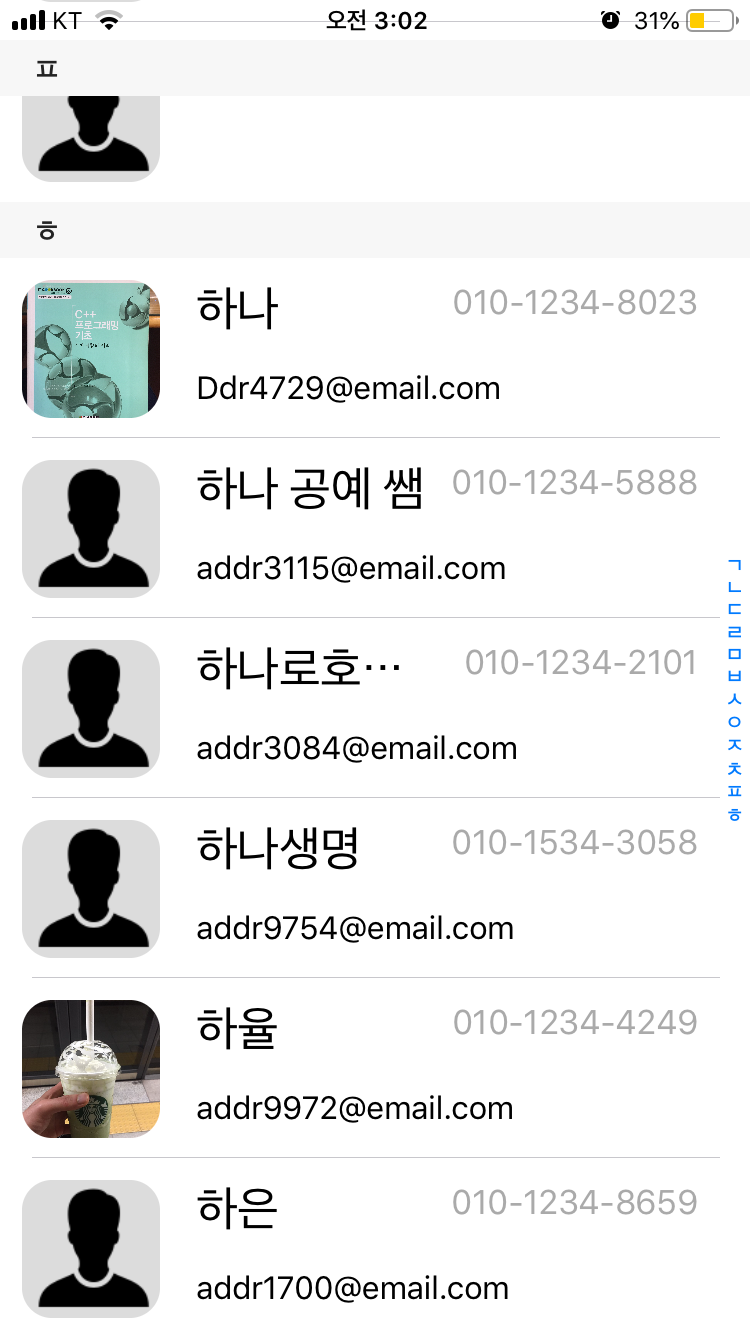 KT 오전 3:02 31%
ㅍ
ㅎ
C++
프로그래밍
기초
하나 010-1234-8023
Ddr4729@email.com
하나 공예 쌤 010-1234-5888
addr3115@email.com
하나로호… 010-1234-2101
addr3084@email.com
하나생명 010-1534-3058
addr9754@email.com
하율 010-1234-4249
addr9972@email.com
하은 010-1234-8659
addr1700@email.com
ㄱ
ㄴ
ㄷ
ㄹ
ㅁ
ㅂ
ㅅ
ㅇ
ㅈ
ㅊ
ㅍ
ㅎ